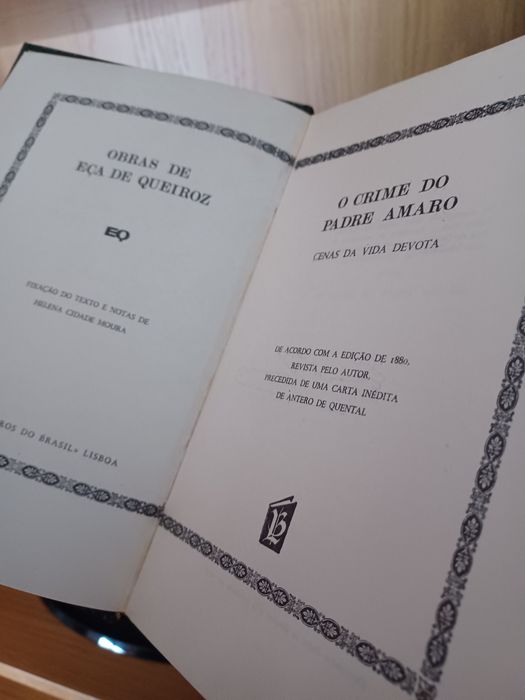 OBRAS DE
EÇA DE QUEIROZ
EQ
FIXAÇÃO DO TEXTO E NOTAS DE
HELENA CIDADE MOURA
ROS DO BRASIL» LISBOA
O CRIME DO
PADRE AMARO
CENAS DA VIDA DEVOTA
DE ACORDO COM A EDIÇÃO DE 1880,
REVISTA PELO AUTOR,
PRECEDIDA DE UMA CARTA INÉDITA
DE ANTERO DE QUENTAL
LB